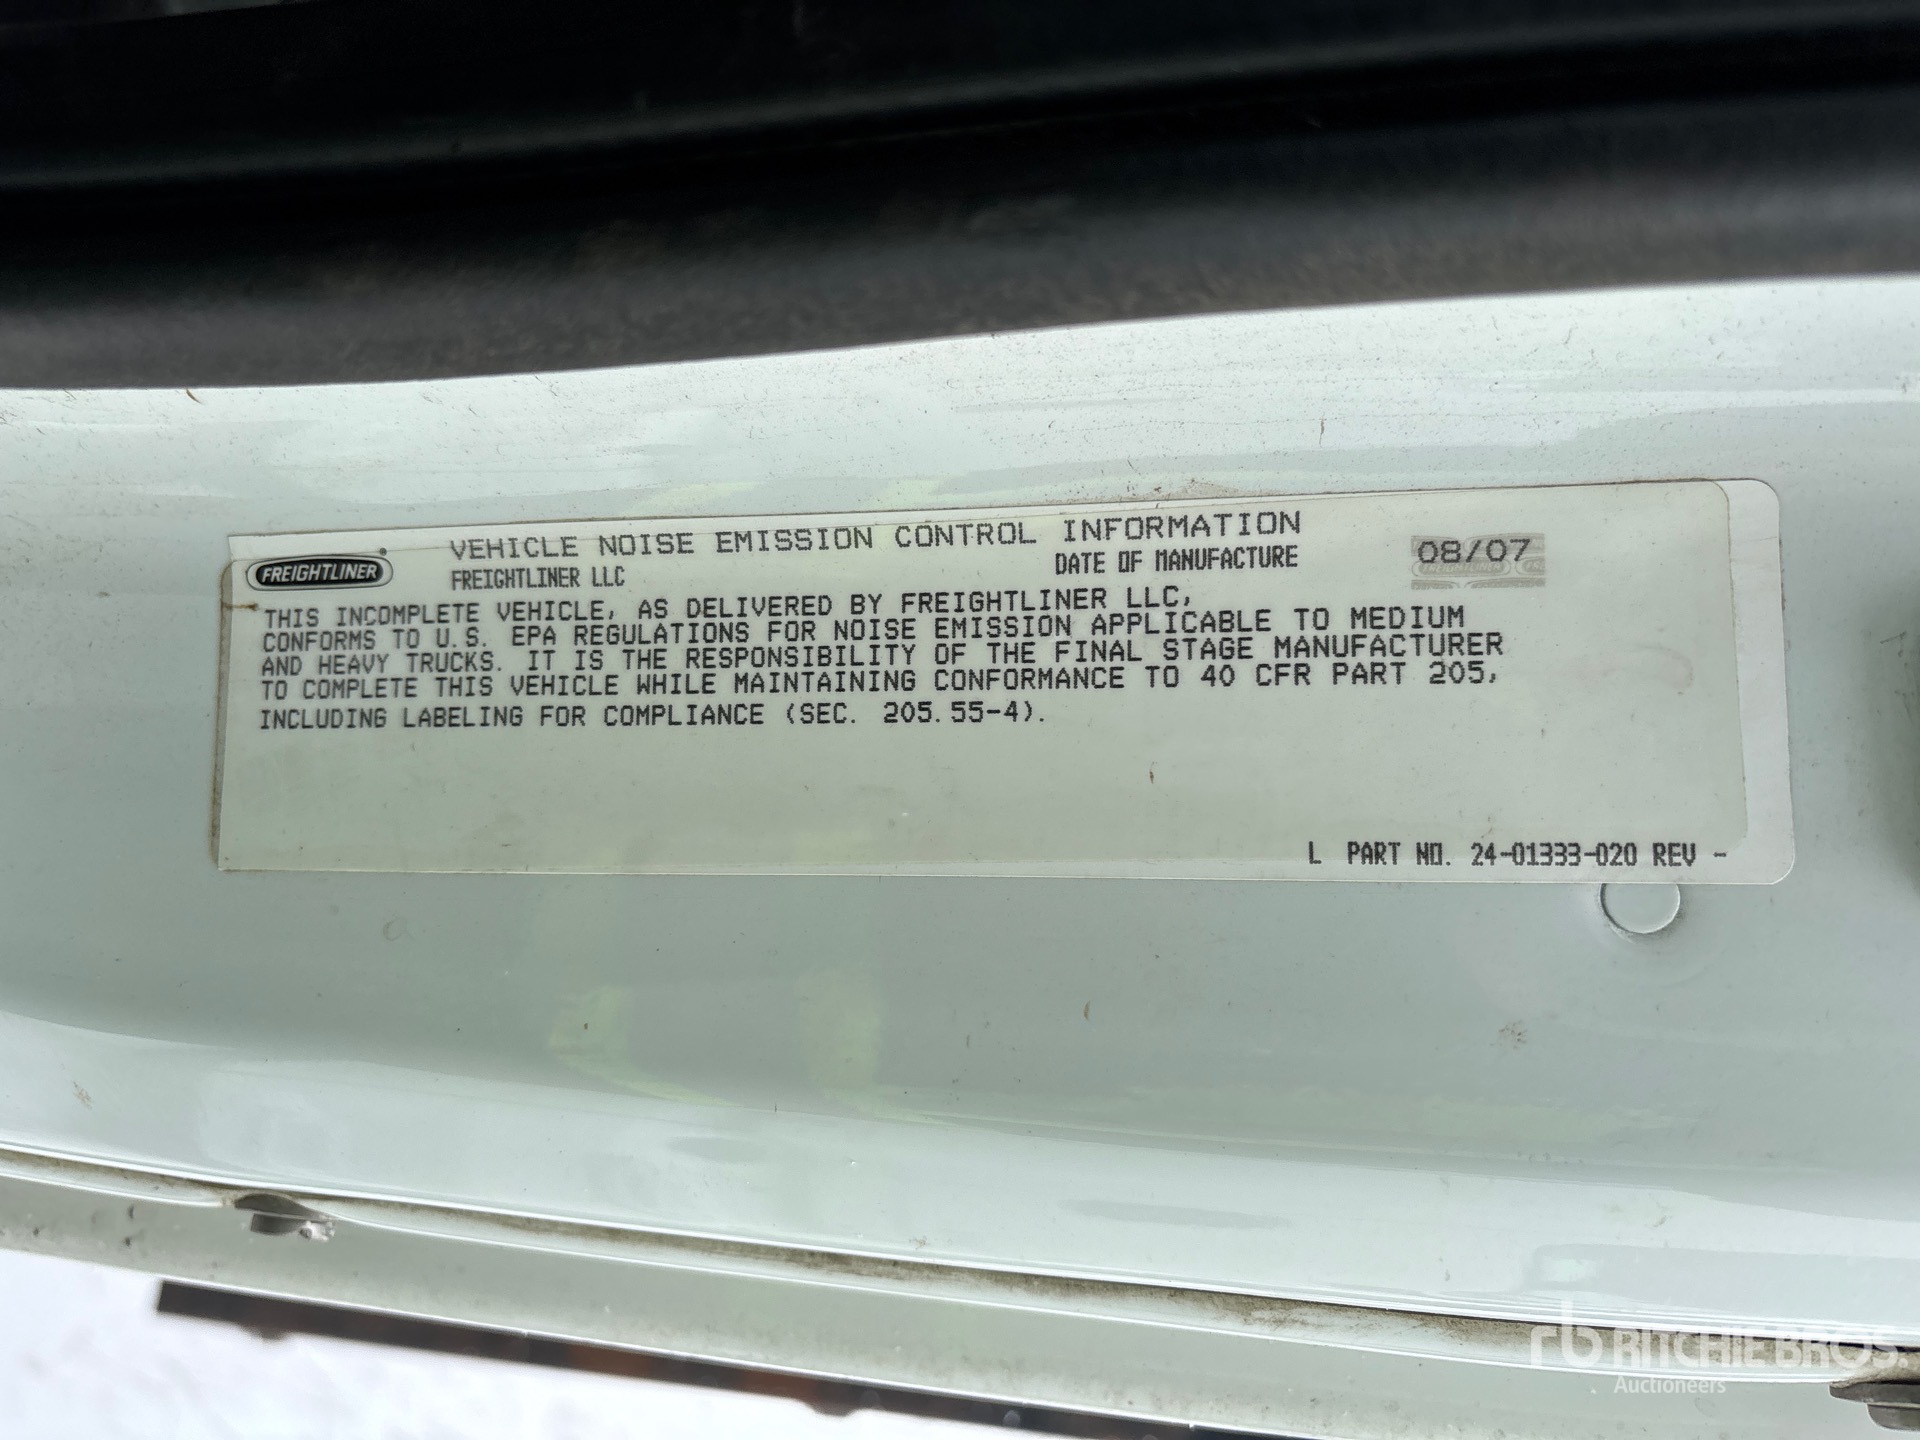 VEHICLE NOISE EMISSION CONTROL INFORMATION
FREIGHTLINER
FREIGHTLINER LLC
DATE OF MANUFACTURE 08/07
THIS INCOMPLETE VEHICLE, AS DELIVERED BY FREIGHTLINER LLC,
CONFORMS TO U.S. EPA REGULATIONS FOR NOISE EMISSION APPLICABLE TO MEDIUM
AND HEAVY TRUCKS. IT IS THE RESPONSIBILITY OF THE FINAL STAGE MANUFACTURER
TO COMPLETE THIS VEHICLE WHILE MAINTAINING CONFORMANCE TO 40 CFR PART 205,
INCLUDING LABELING FOR COMPLIANCE (SEC. 205.55-4).
L PART NO. 24-01333-020 REV -
rb RITCHIE BROS.
Auctioneers